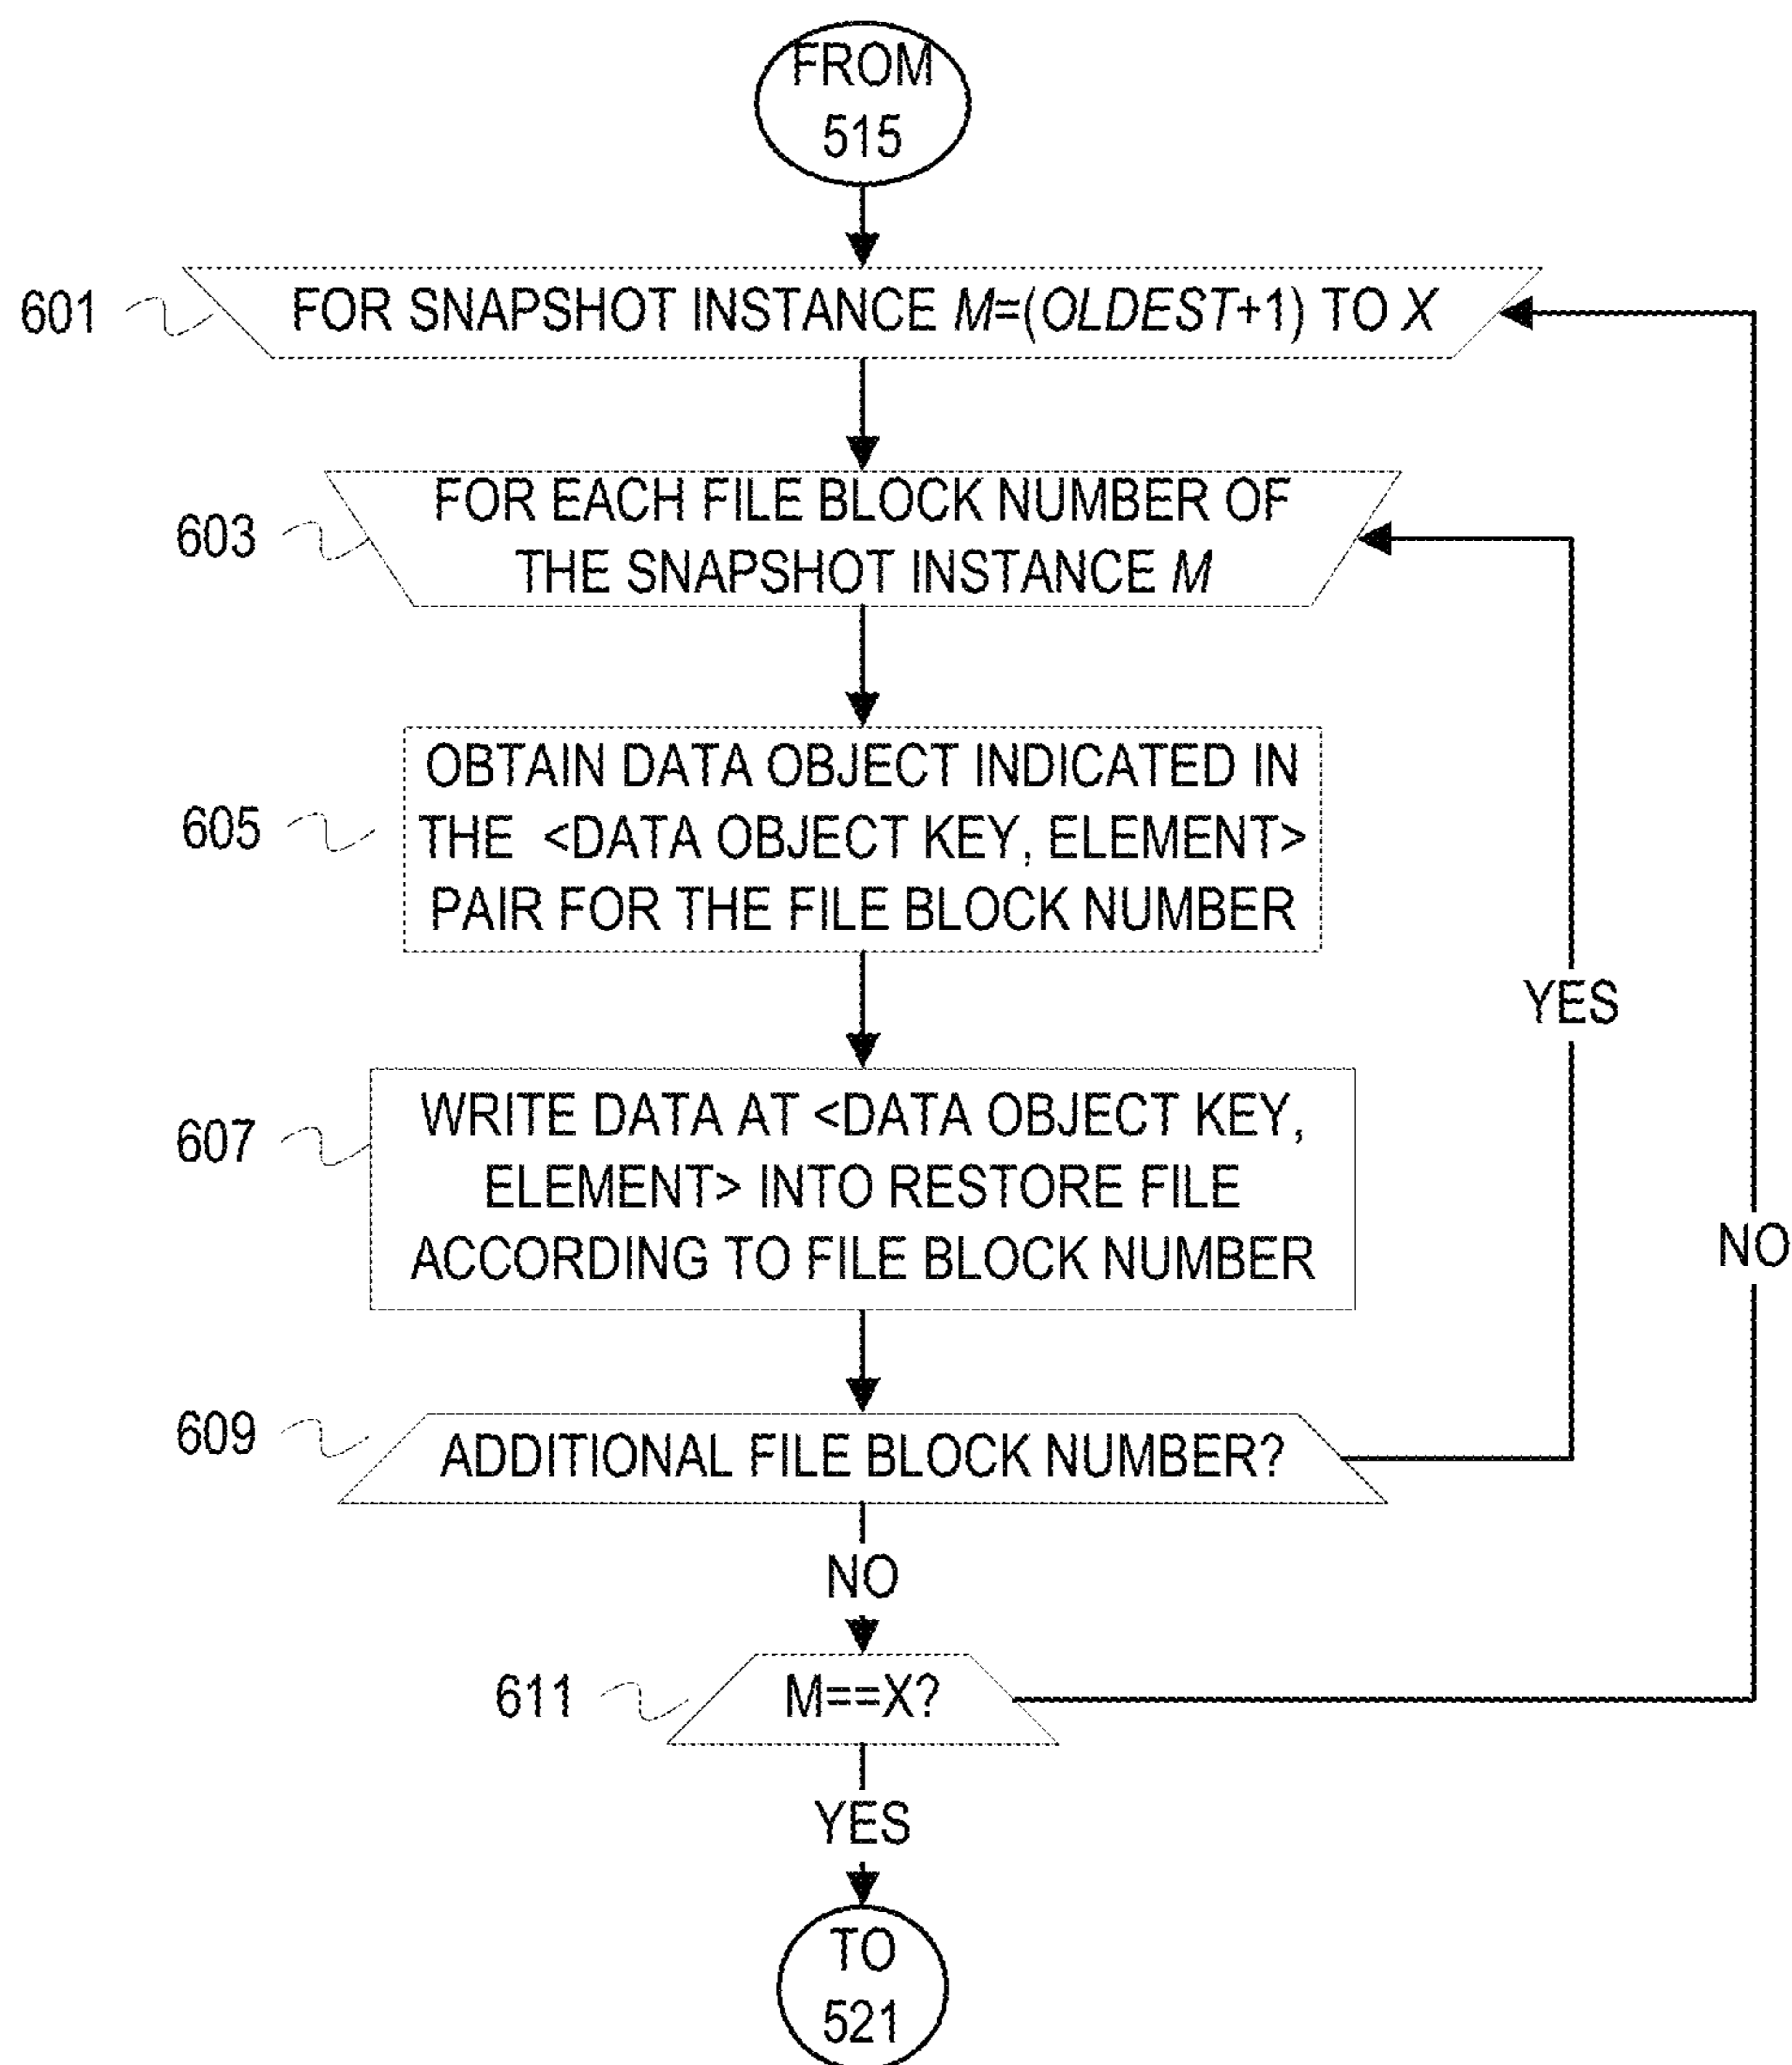 FROM
515
601
FOR SNAPSHOT INSTANCE M=(OLDEST+1) TO X
603
FOR EACH FILE BLOCK NUMBER OF
THE SNAPSHOT INSTANCE M
605
OBTAIN DATA OBJECT INDICATED IN
THE <DATA OBJECT KEY, ELEMENT>
PAIR FOR THE FILE BLOCK NUMBER
YES
607
WRITE DATA AT <DATA OBJECT KEY,
ELEMENT> INTO RESTORE FILE
ACCORDING TO FILE BLOCK NUMBER
NO
609
ADDITIONAL FILE BLOCK NUMBER?
NO
611
M==X?
YES
TO
521